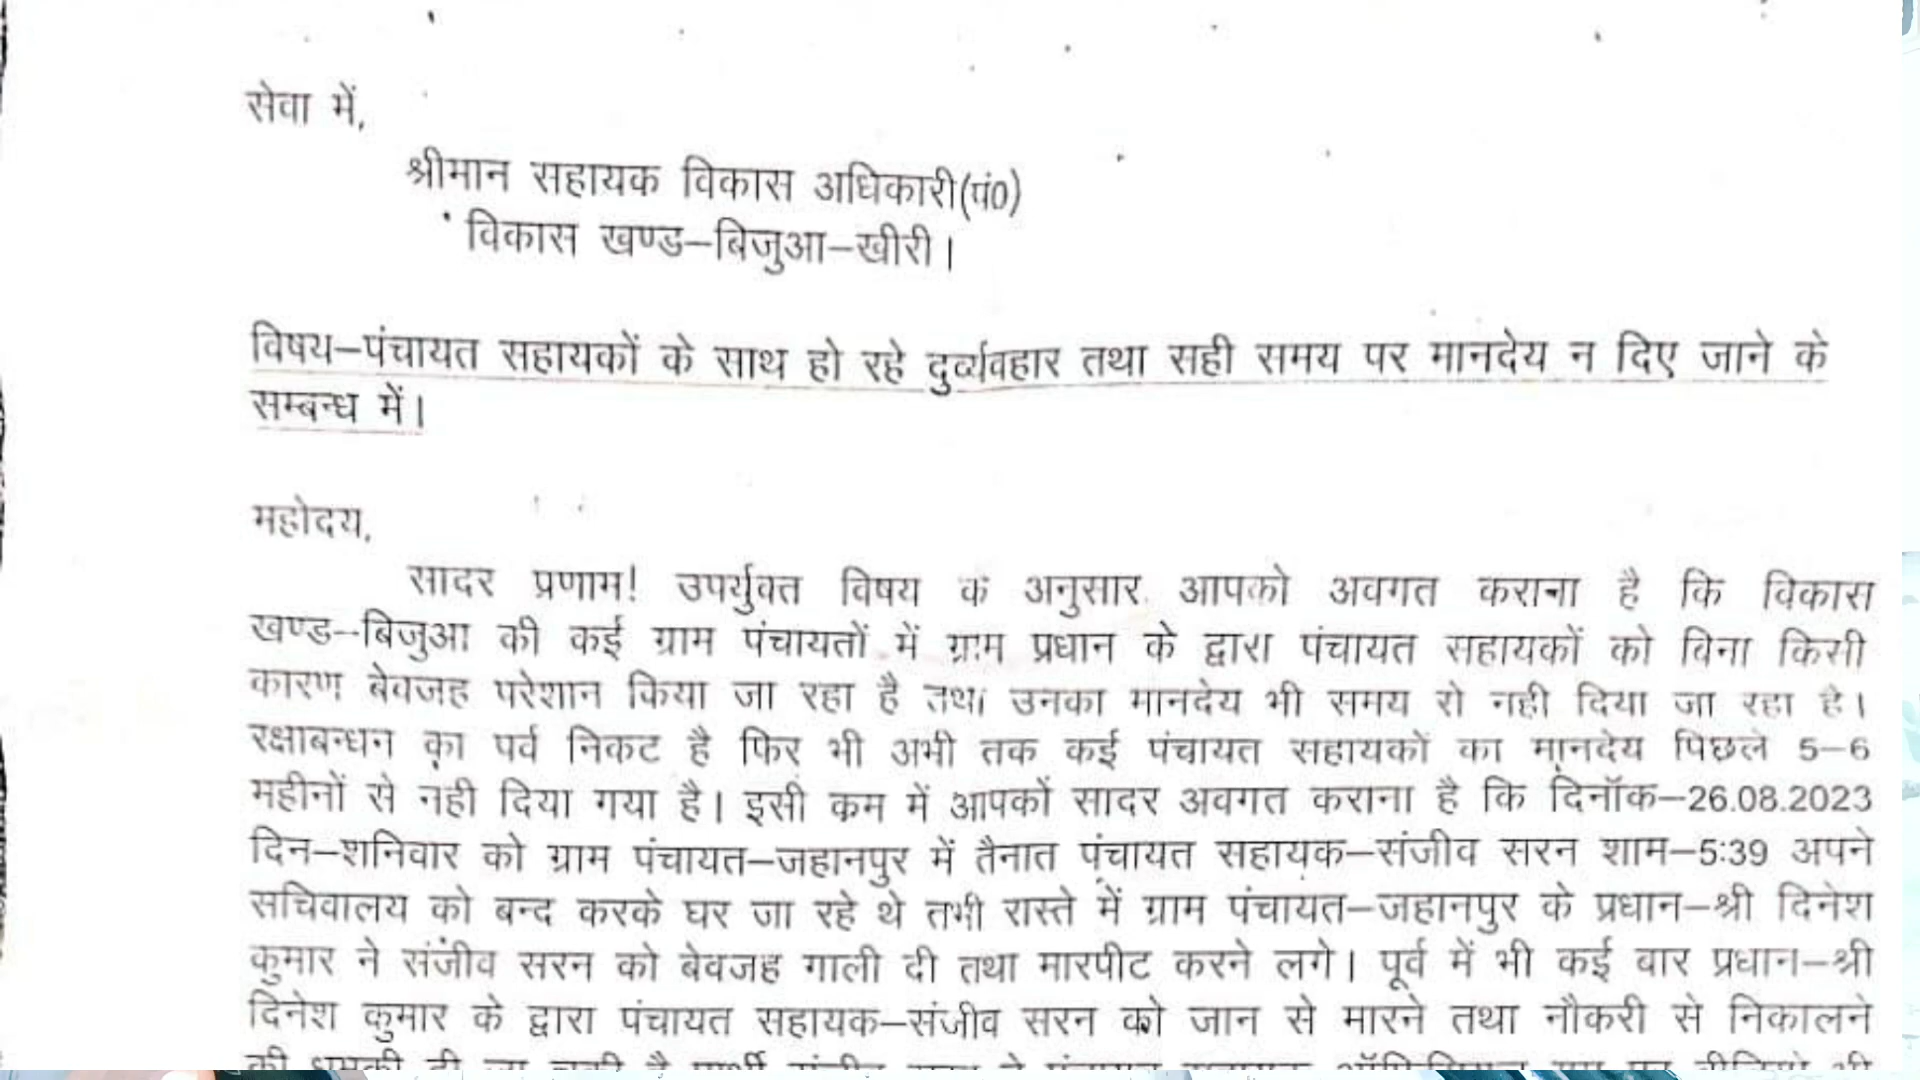 सेवा में,
श्रीमान सहायक विकास अधिकारी(पं0)
विकास खण्ड–बिजुआ–खीरी।
विषय–पंचायत सहायकों के साथ हो रहे दुर्व्यवहार तथा सही समय पर मानदेय न दिए जाने के
सम्बन्ध में।
महोदय,
सादर प्रणाम! उपर्युक्त विषय के अनुसार आपको अवगत कराना है कि विकास
खण्ड–बिजुआ की कई ग्राम पंचायतों में ग्राम प्रधान के द्वारा पंचायत सहायकों को विना किसी
कारण बेवजह परेशान किया जा रहा है तथा उनका मानदेय भी समय से नही दिया जा रहा है।
रक्षाबन्धन का पर्व निकट है फिर भी अभी तक कई पंचायत सहायकों का मानदेय पिछले 5–6
महीनों से नही दिया गया है। इसी कम में आपकों सादर अवगत कराना है कि दिनॉक–26.08.2023
दिन–शनिवार को ग्राम पंचायत–जहानपुर में तैनात पंचायत सहायक–संजीव सरन शाम–5:39 अपने
सचिवालय को बन्द करके घर जा रहे थे तभी रास्ते में ग्राम पंचायत–जहानपुर के प्रधान–श्री दिनेश
कुमार ने संजीव सरन को बेवजह गाली दी तथा मारपीट करने लगे। पूर्व में भी कई बार प्रधान–श्री
दिनेश कुमार के द्वारा पंचायत सहायक–संजीव सरन को जान से मारने तथा नौकरी से निकालने